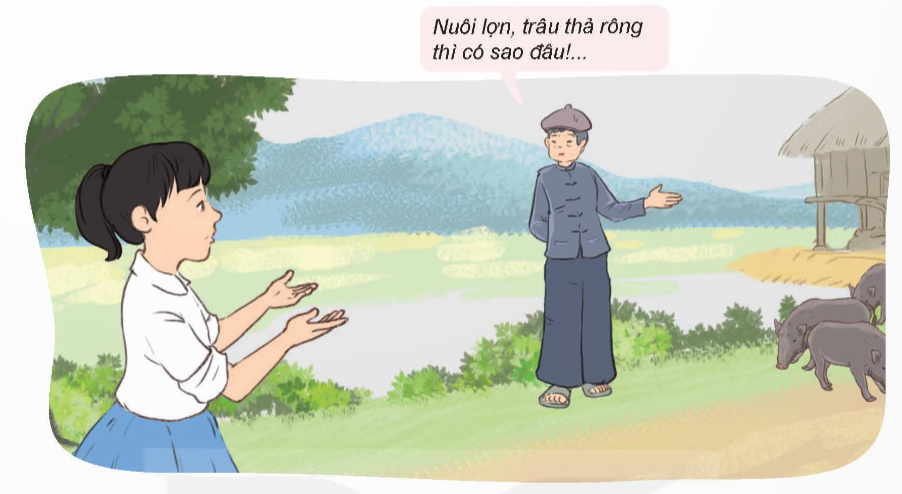 Nuôi lợn, trâu thả rông
thì có sao đâu!...